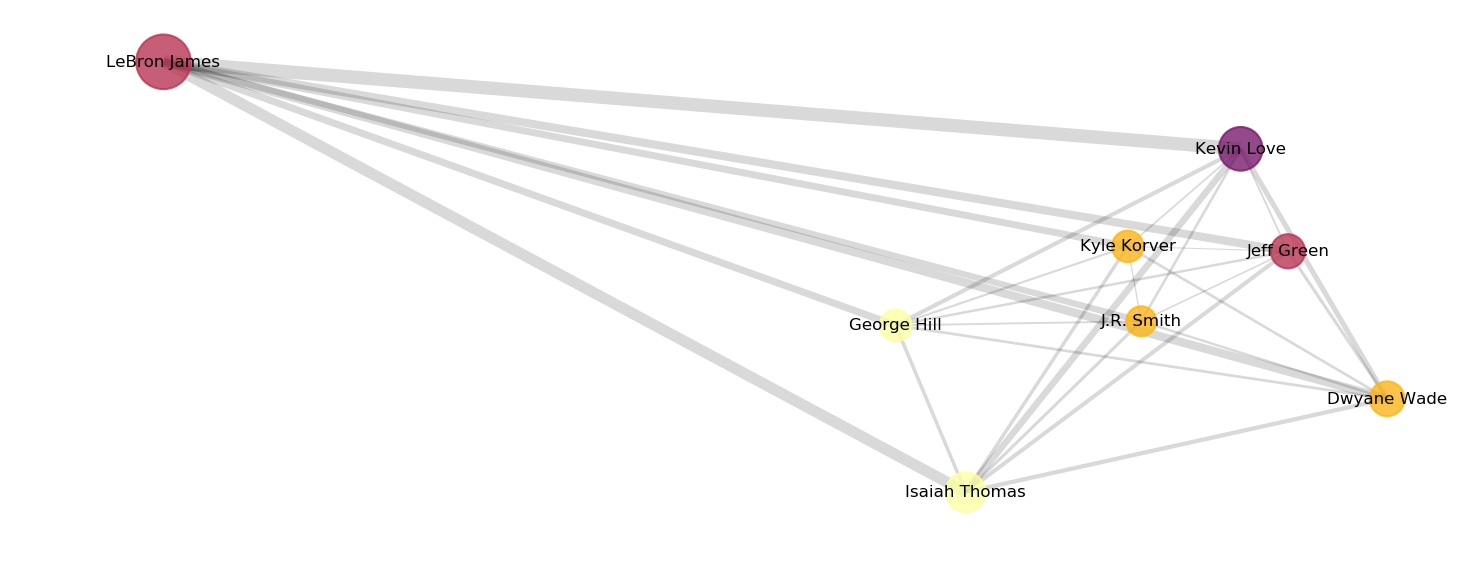 LeBron James
Kevin Love
Kyle Korver
Jeff Green
George Hill
J.R. Smith
Dwyane Wade
Isaiah Thomas